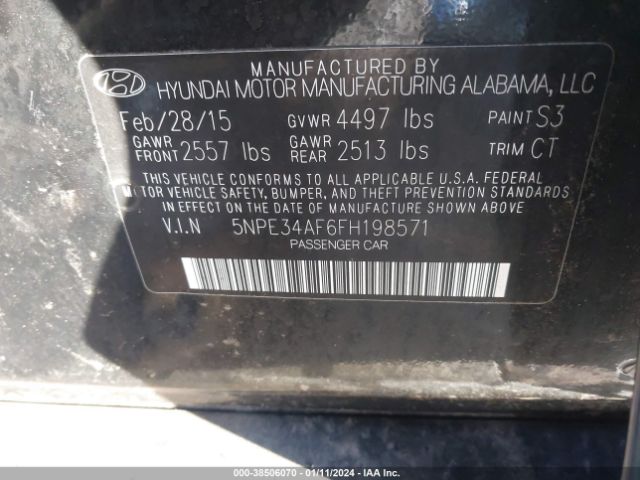 MANUFACTURED BY
HYUNDAI MOTOR MANUFACTURING ALABAMA, LLC
Feb/28/15 GVWR 4497 lbs PAINT S3
GAWR FRONT 2557 lbs GAWR REAR 2513 lbs TRIM CT
THIS VEHICLE CONFORMS TO ALL APPLICABLE U.S.A. FEDERAL
MOTOR VEHICLE SAFETY, BUMPER, AND THEFT PREVENTION STANDARDS
IN EFFECT ON THE DATE OF MANUFACTURE SHOWN ABOVE.
V.I.N 5NPE34AF6FH198571
PASSENGER CAR
000-38506070 - 01/11/2024 - IAAI.COM